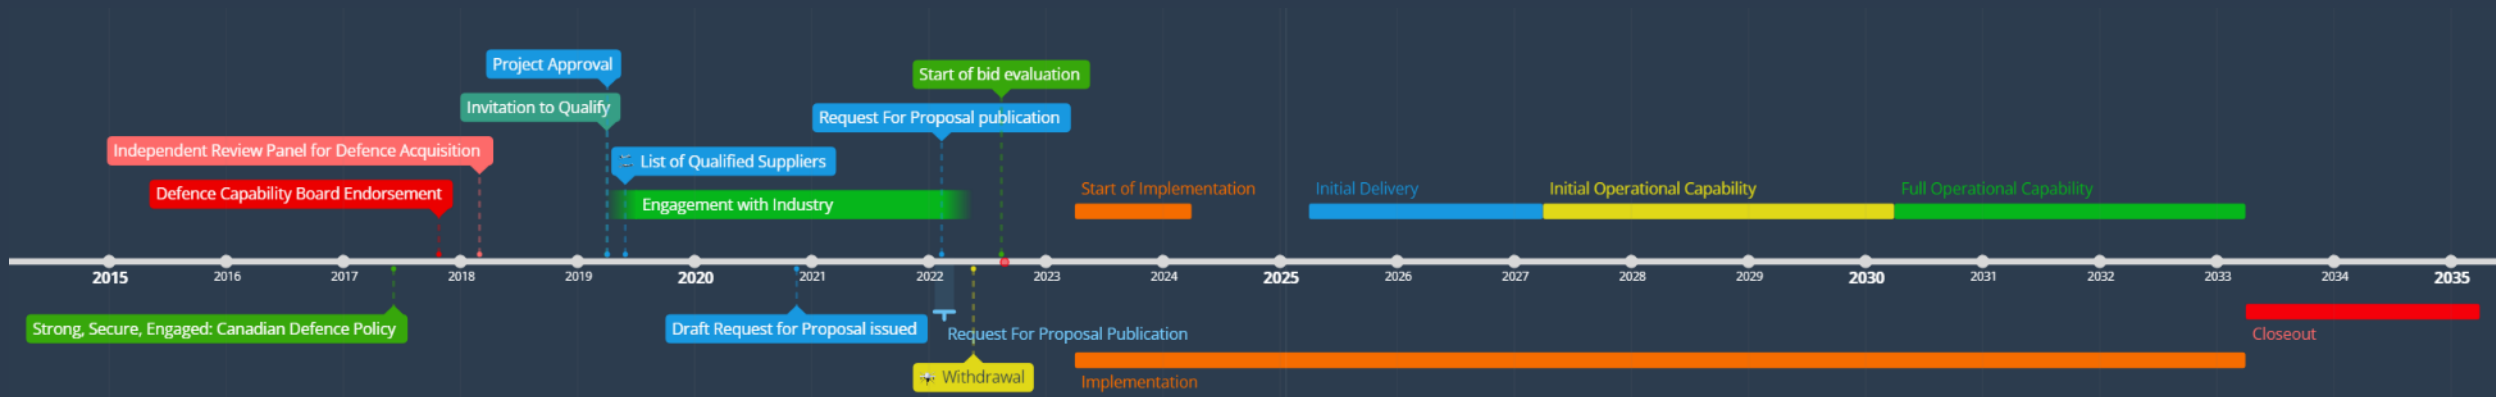 Project Approval
Start of bid evaluation
Invitation to Qualify
Request For Proposal publication
Independent Review Panel for Defence Acquisition
List of Qualified Suppliers
Defence Capability Board Endorsement
Engagement with Industry
Start of Implementation
Initial Delivery
Initial Operational Capability
Full Operational Capability
2015 2016 2017 2018 2019 2020 2021 2022 2023 2024 2025 2026 2027 2028 2029 2030 2031 2032 2033 2034 2035
Strong, Secure, Engaged: Canadian Defence Policy
Draft Request for Proposal issued
Request For Proposal Publication
Closeout
Withdrawal
Implementation